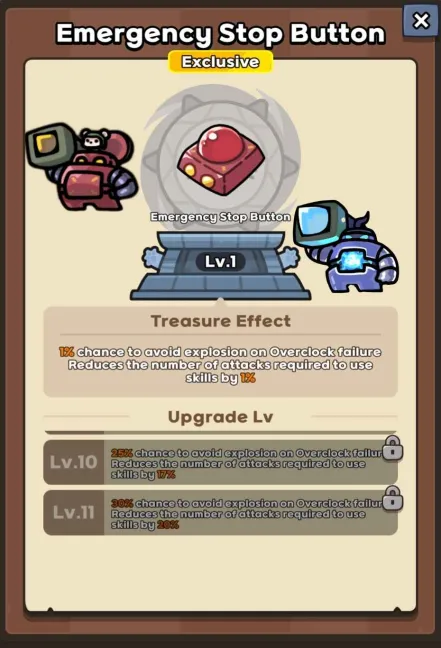 Emergency Stop Button
Exclusive
Emergency Stop Button
Lv.1
Treasure Effect
1% chance to avoid explosion on Overclock failure
Reduces the number of attacks required to use
skills by 1%
Upgrade Lv
Lv.10
25% chance to avoid explosion on Overclock failur
Reduces the number of attacks required to use
skills by 17%
Lv.11
30% chance to avoid explosion on Overclock failur
Reduces the number of attacks required to use
skills by 20%